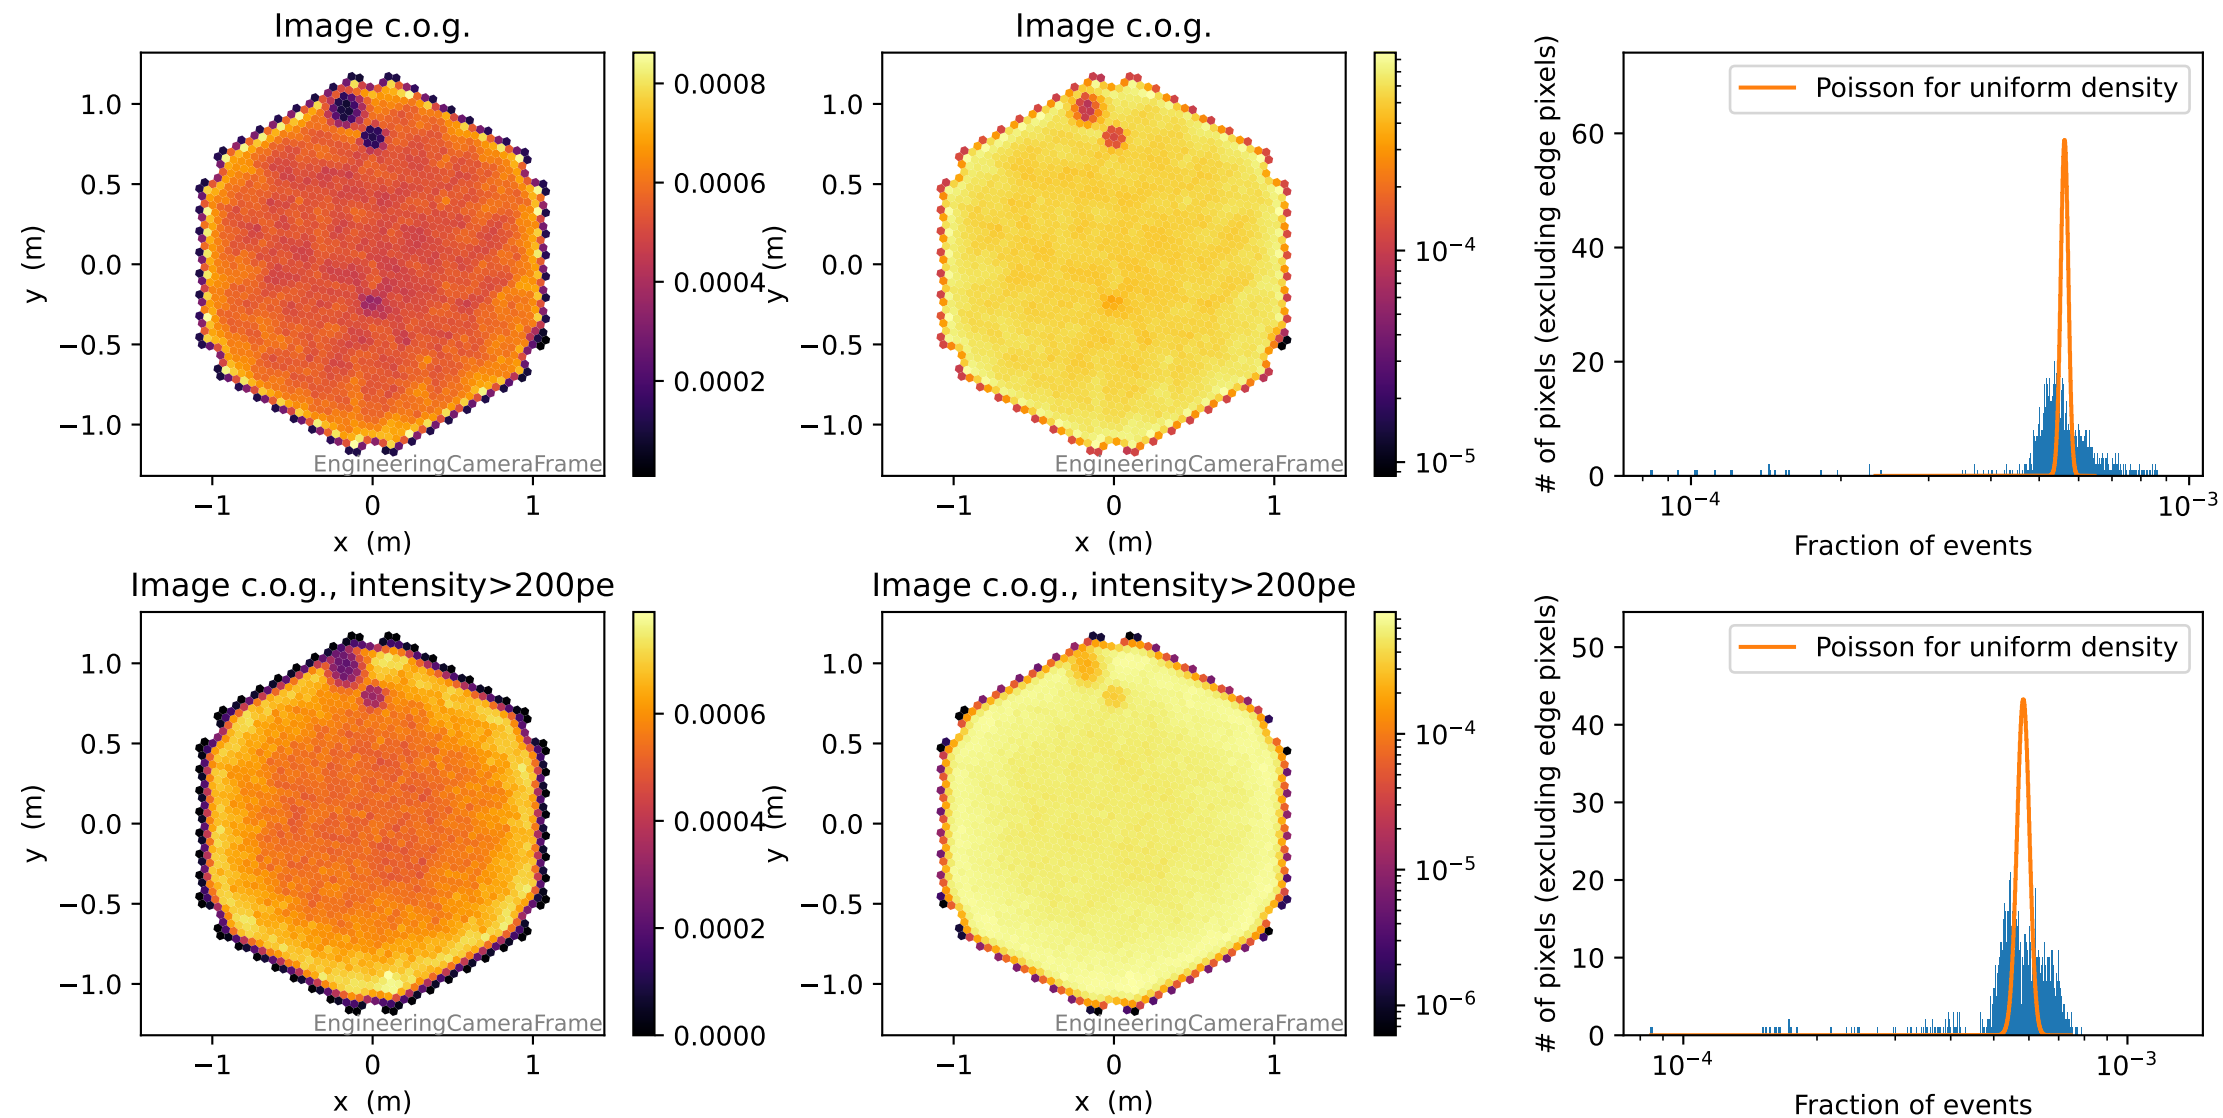 Image c.o.g.
1.0
0.5
0.0
−0.5
−1.0
y (m)
−1 0 1
x (m)
EngineeringCameraFrame
0.0008
0.0006
0.0004
0.0002
Image c.o.g.
1.0
0.5
0.0
−0.5
−1.0
y (m)
−1 0 1
x (m)
EngineeringCameraFrame
10⁻⁴
10⁻⁵
Poisson for uniform density
60
40
20
0
# of pixels (excluding edge pixels)
10⁻⁴ 10⁻³
Fraction of events
Image c.o.g., intensity>200pe
1.0
0.5
0.0
−0.5
−1.0
y (m)
−1 0 1
x (m)
EngineeringCameraFrame
0.0006
0.0004
0.0002
0.0000
Image c.o.g., intensity>200pe
1.0
0.5
0.0
−0.5
−1.0
y (m)
−1 0 1
x (m)
EngineeringCameraFrame
10⁻⁴
10⁻⁵
10⁻⁶
Poisson for uniform density
50
40
30
20
10
0
# of pixels (excluding edge pixels)
10⁻⁴ 10⁻³
Fraction of events